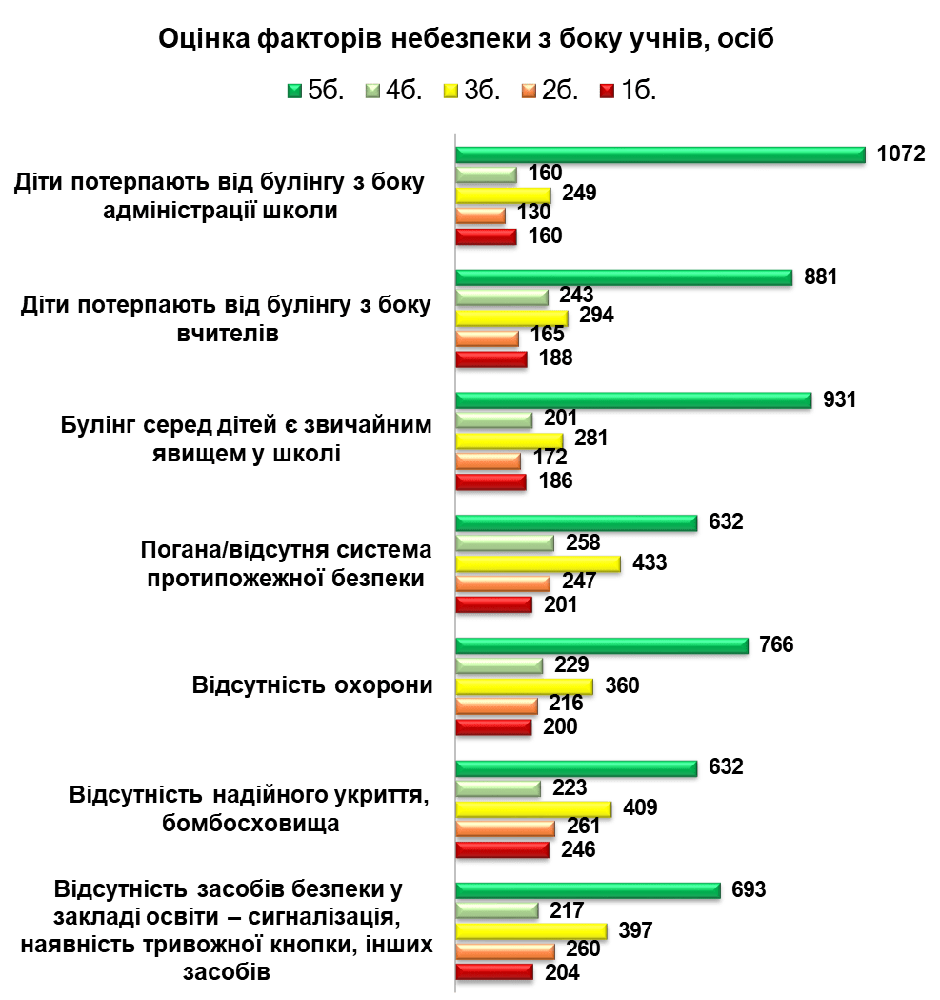 Оцінка факторів небезпеки з боку учнів, осіб
5б. 4б. 3б. 2б. 1б.
Діти потерпають від булінгу з боку
адміністрації школи
1072
160
249
130
160
Діти потерпають від булінгу з боку
вчителів
881
243
294
165
188
Булінг серед дітей є звичайним
явищем у школі
931
201
281
172
186
Погана/відсутня система
протипожежної безпеки
632
258
433
247
201
Відсутність охорони
766
229
360
216
200
Відсутність надійного укриття,
бомбосховища
632
223
409
261
246
Відсутність засобів безпеки у
закладі освіти – сигналізація,
наявність тривожної кнопки, інших
засобів
693
217
397
260
204